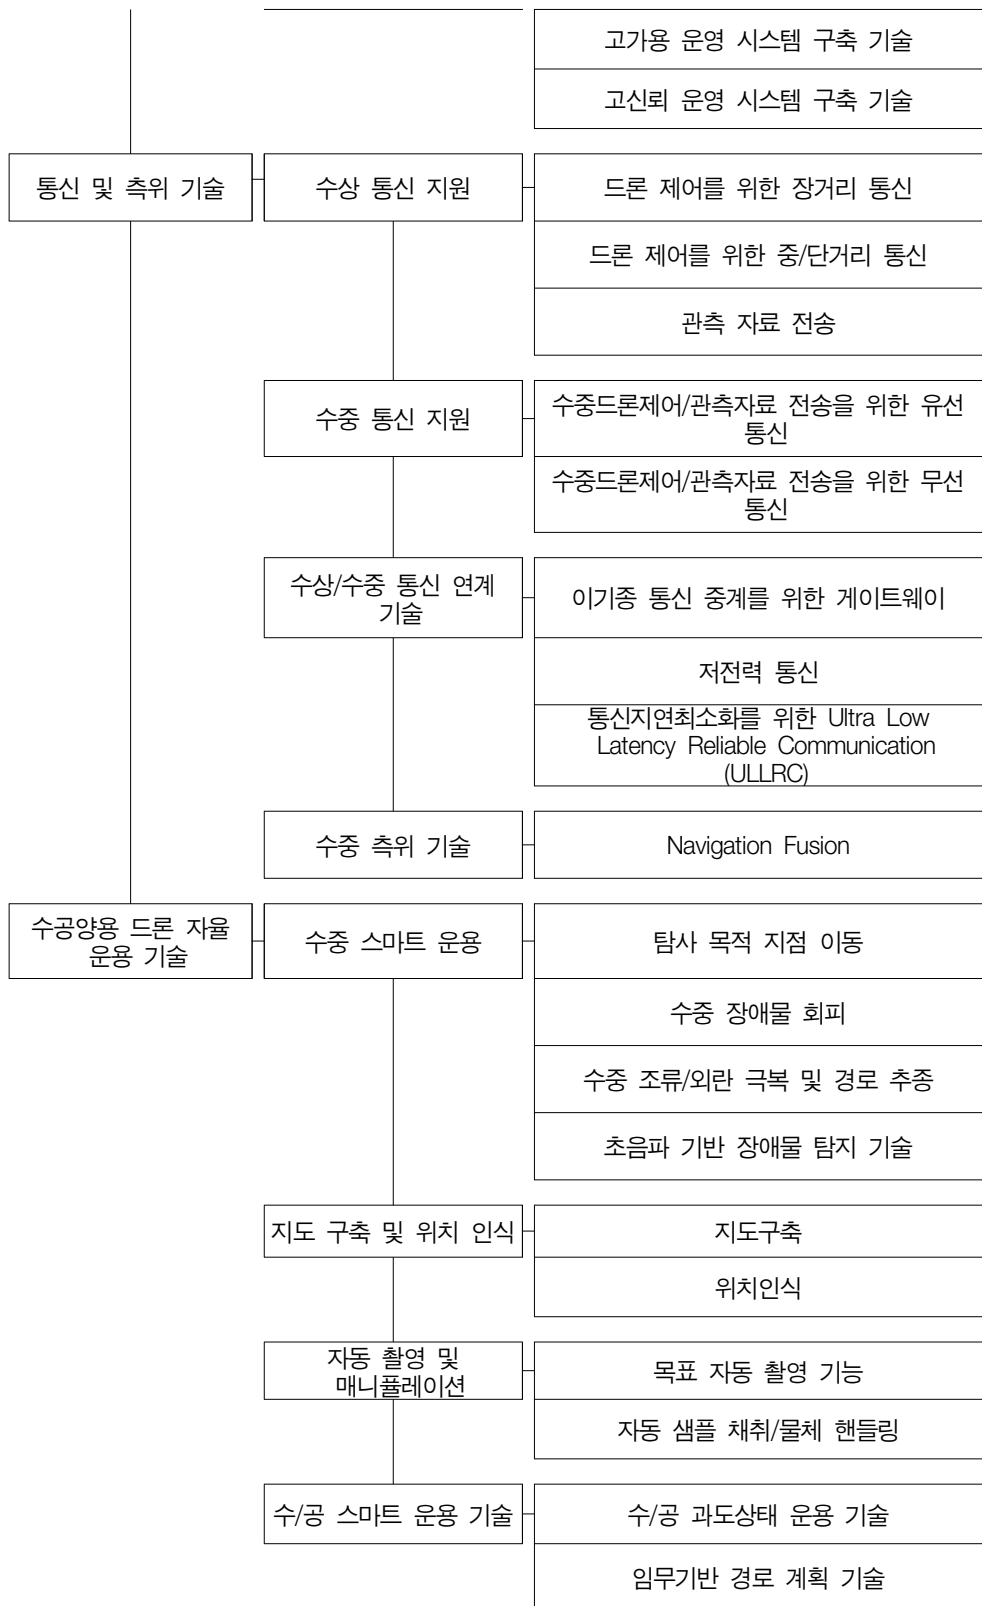 고가용 운영 시스템 구축 기술
고신뢰 운영 시스템 구축 기술
통신 및 측위 기술
수상 통신 지원
드론 제어를 위한 장거리 통신
드론 제어를 위한 중/단거리 통신
관측 자료 전송
수중 통신 지원
수중드론제어/관측자료 전송을 위한 유선
통신
수중드론제어/관측자료 전송을 위한 무선
통신
수상/수중 통신 연계
기술
이기종 통신 중계를 위한 게이트웨이
저전력 통신
통신지연최소화를 위한 Ultra Low
Latency Reliable Communication
(ULLRC)
수중 측위 기술
Navigation Fusion
수공양용 드론 자율
운용 기술
수중 스마트 운용
탐사 목적 지점 이동
수중 장애물 회피
수중 조류/외란 극복 및 경로 추종
초음파 기반 장애물 탐지 기술
지도 구축 및 위치 인식
지도구축
위치인식
자동 촬영 및
매니퓰레이션
목표 자동 촬영 기능
자동 샘플 채취/물체 핸들링
수/공 스마트 운용 기술
수/공 과도상태 운용 기술
임무기반 경로 계획 기술